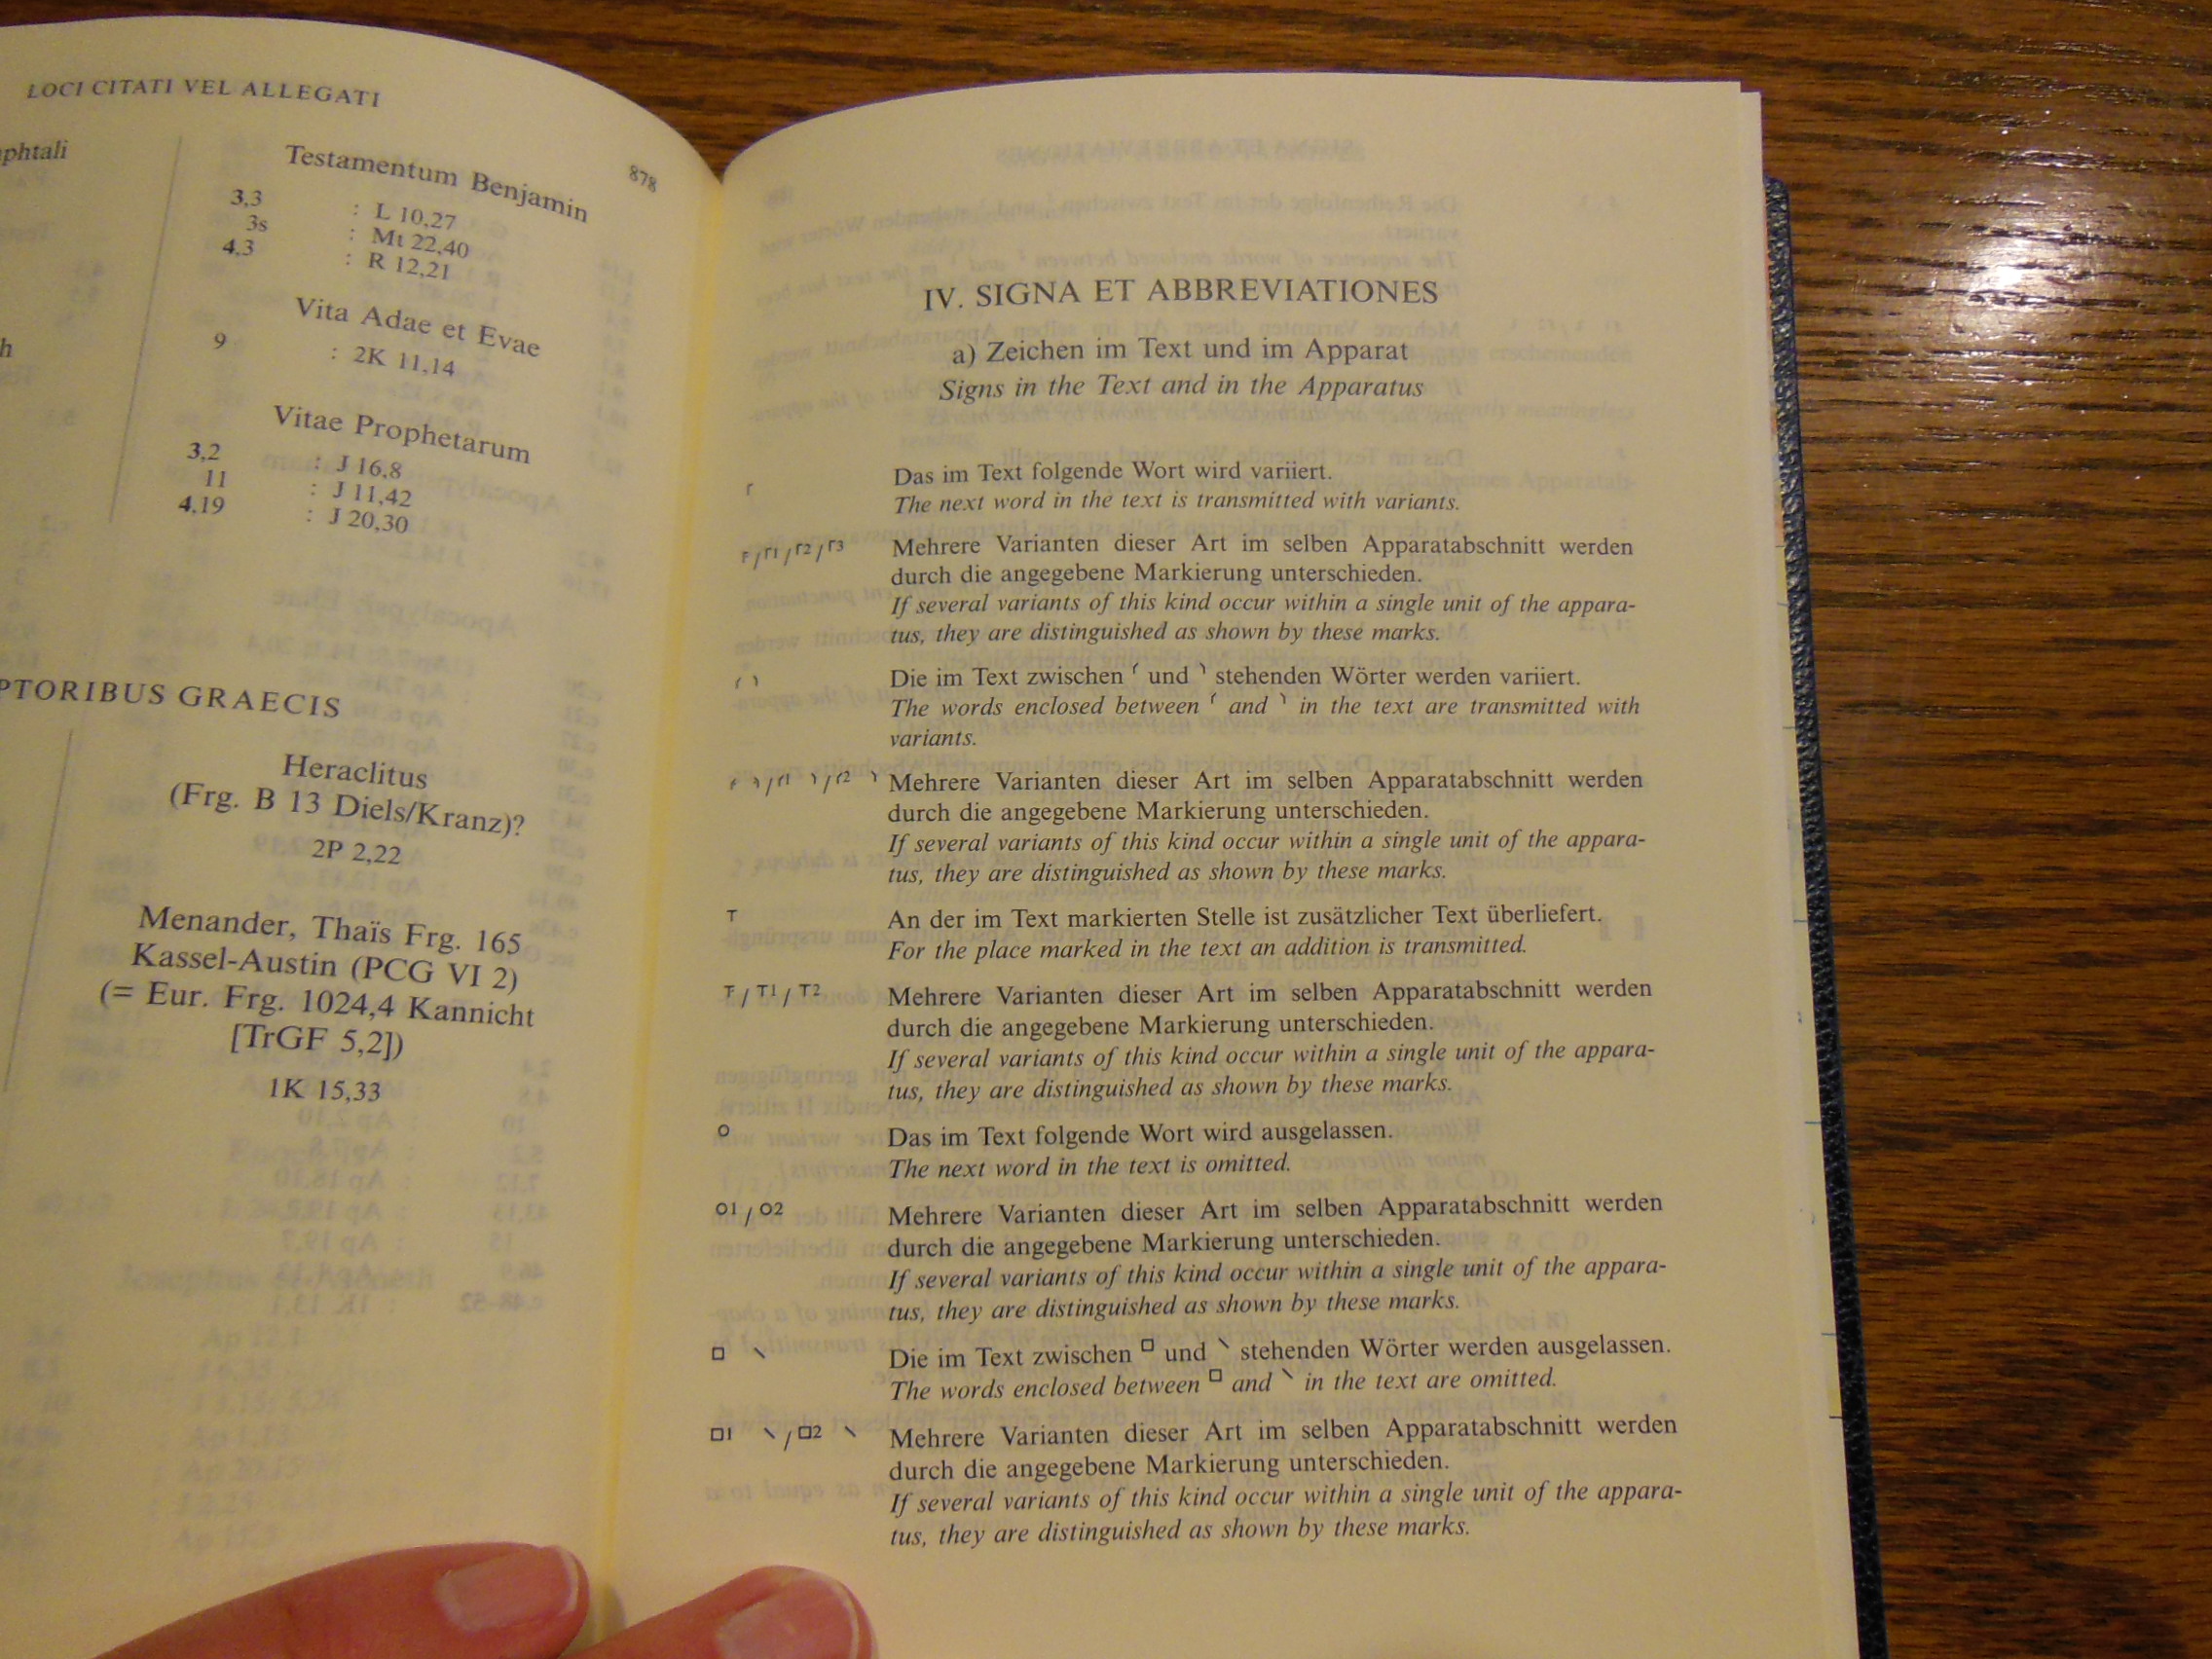 LOCI CITATI VEL ALLEGATI
878
phtali
h
Testamentum Benjamin
3,3 : L 10,27
3s : Mt 22,40
4,3 : R 12,21
Vita Adae et Evae
9 : 2K 11,14
Vitae Prophetarum
3,2 : J 16,8
11 : J 11,42
4,19 : J 20,30
PTORIBUS GRAECIS
Heraclitus
(Frg. B 13 Diels/Kranz)?
2P 2,22
Menander, Thaïs Frg. 165
Kassel-Austin (PCG VI 2)
(= Eur. Frg. 1024,4 Kannicht
[TrGF 5,2])
1K 15,33
IV. SIGNA ET ABBREVIATIONES
a) Zeichen im Text und im Apparat
Signs in the Text and in the Apparatus
⸀ Das im Text folgende Wort wird variiert.
The next word in the text is transmitted with variants.
⸁/⸀1/⸀2/⸀3 Mehrere Varianten dieser Art im selben Apparatabschnitt werden
durch die angegebene Markierung unterschieden.
If several variants of this kind occur within a single unit of the appara-
tus, they are distinguished as shown by these marks.
⸂ ⸃ Die im Text zwischen ⸂ und ⸃ stehenden Wörter werden variiert.
The words enclosed between ⸂ and ⸃ in the text are transmitted with
variants.
⸄ ⸅/⸂1 ⸃/⸂2 ⸃ Mehrere Varianten dieser Art im selben Apparatabschnitt werden
durch die angegebene Markierung unterschieden.
If several variants of this kind occur within a single unit of the appara-
tus, they are distinguished as shown by these marks.
⸆ An der im Text markierten Stelle ist zusätzlicher Text überliefert.
For the place marked in the text an addition is transmitted.
⸇/⸆1/⸆2 Mehrere Varianten dieser Art im selben Apparatabschnitt werden
durch die angegebene Markierung unterschieden.
If several variants of this kind occur within a single unit of the appara-
tus, they are distinguished as shown by these marks.
° Das im Text folgende Wort wird ausgelassen.
The next word in the text is omitted.
°1/°2 Mehrere Varianten dieser Art im selben Apparatabschnitt werden
durch die angegebene Markierung unterschieden.
If several variants of this kind occur within a single unit of the appara-
tus, they are distinguished as shown by these marks.
⸋ ⸌ Die im Text zwischen ⸋ und ⸌ stehenden Wörter werden ausgelassen.
The words enclosed between ⸋ and ⸌ in the text are omitted.
⸋1 ⸌/⸋2 ⸌ Mehrere Varianten dieser Art im selben Apparatabschnitt werden
durch die angegebene Markierung unterschieden.
If several variants of this kind occur within a single unit of the appara-
tus, they are distinguished as shown by these marks.